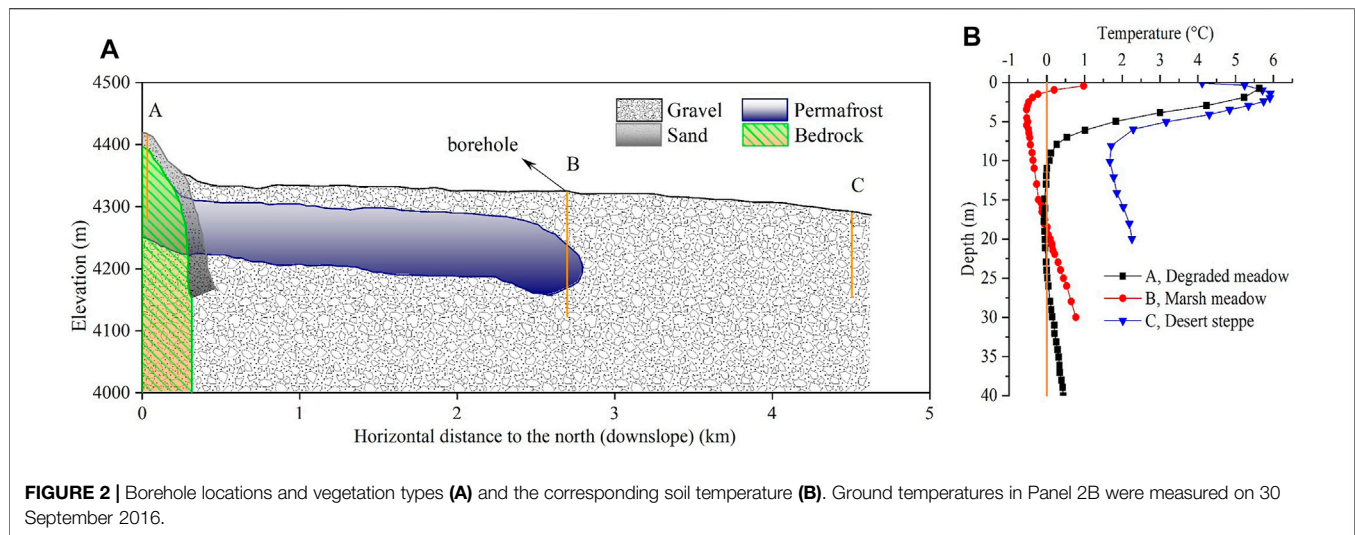 A
4500
4400
4300
4200
4100
4000
Elevation (m)
0 1 2 3 4 5
Horizontal distance to the north (downslope) (km)
A
Gravel Permafrost
Sand Bedrock
borehole
B
C
B
Temperature (°C)
-1 0 1 2 3 4 5 6
0
5
10
15
20
25
30
35
40
Depth (m)
A, Degraded meadow
B, Marsh meadow
C, Desert steppe
FIGURE 2 | Borehole locations and vegetation types (A) and the corresponding soil temperature (B). Ground temperatures in Panel 2B were measured on 30
September 2016.